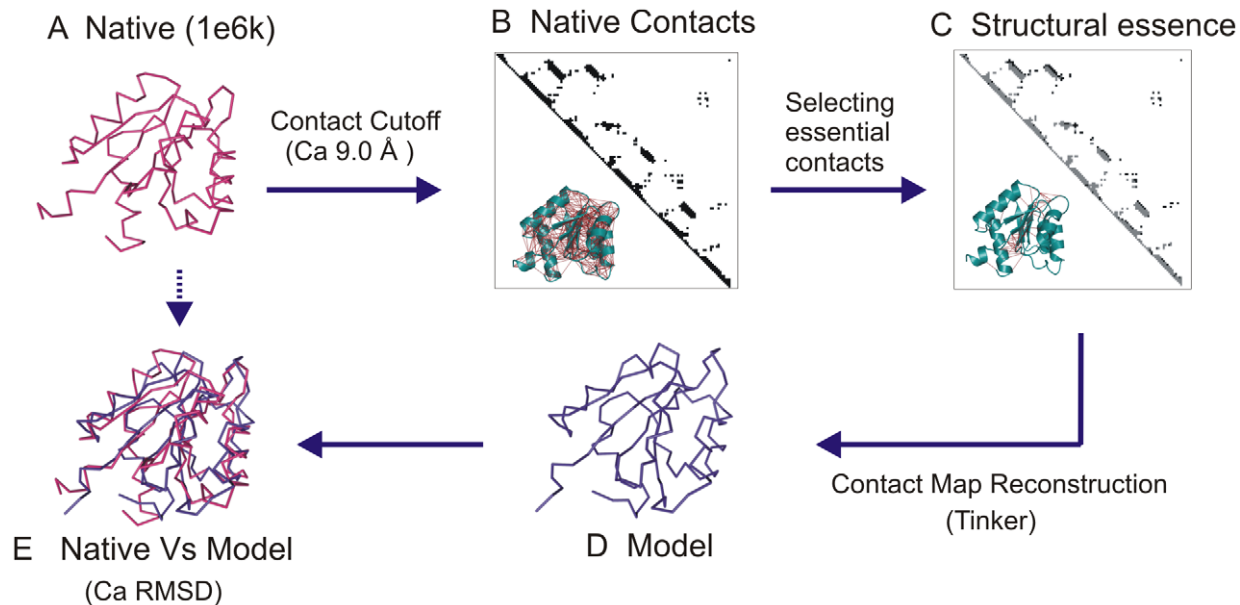 A Native (1e6k)
Contact Cutoff
(Ca 9.0 Å )
B Native Contacts
Selecting
essential
contacts
C Structural essence
Contact Map Reconstruction
(Tinker)
D Model
E Native Vs Model
(Ca RMSD)